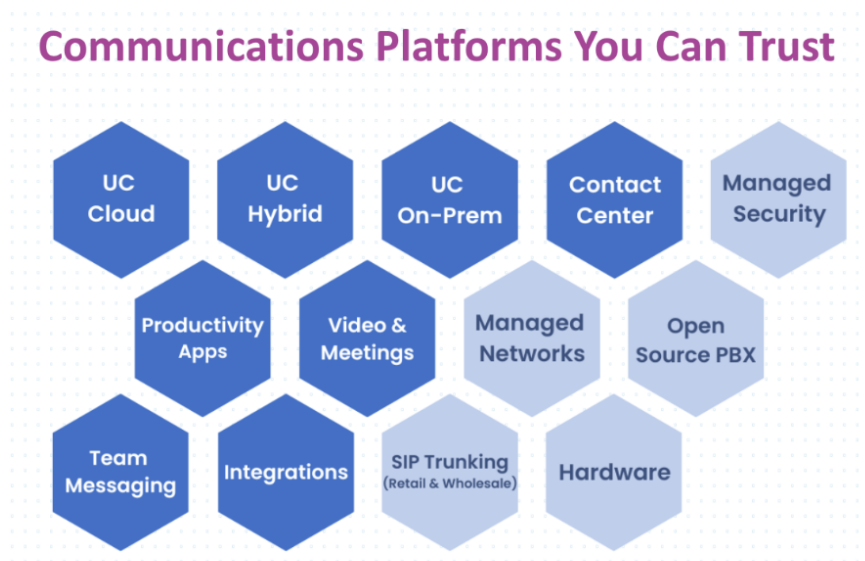 Communications Platforms You Can Trust
UC
Cloud
UC
Hybrid
UC
On-Prem
Contact
Center
Managed
Security
Productivity
Apps
Video &
Meetings
Managed
Networks
Open
Source PBX
Team
Messaging
Integrations
SIP Trunking
(Retail & Wholesale)
Hardware